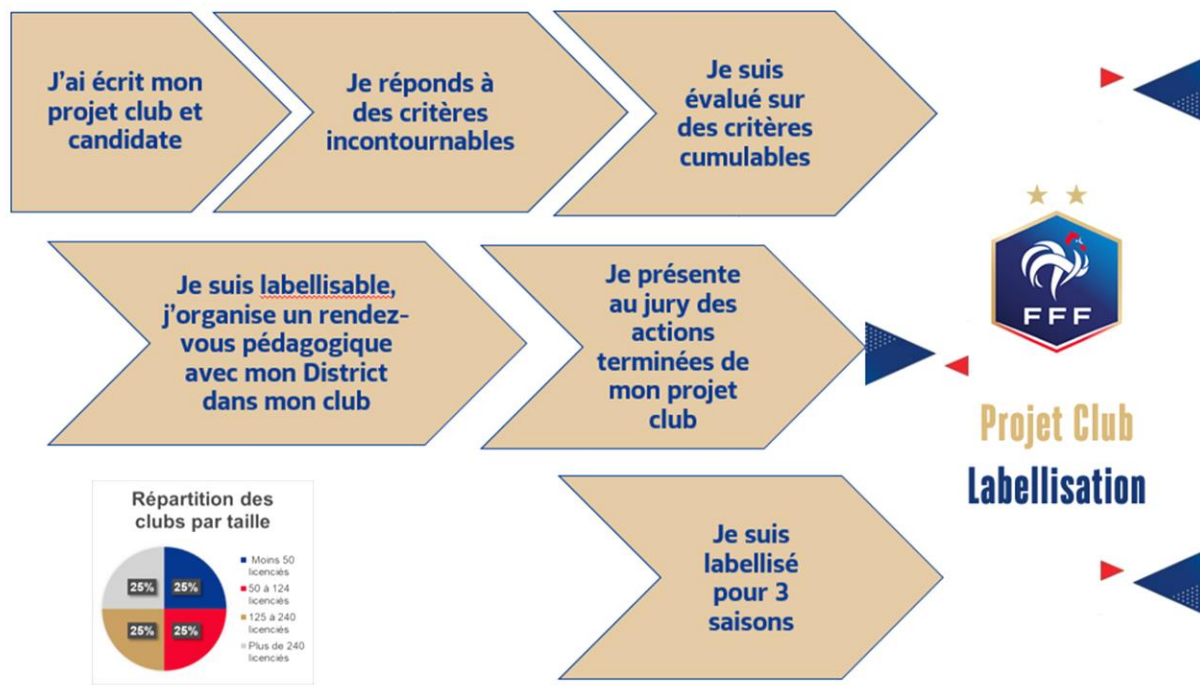 J'ai écrit mon
projet club et
candidate
Je réponds à
des critères
incontournables
Je suis
évalué sur
des critères
cumulables
Je suis labellisable,
j'organise un rendez-
vous pédagogique
avec mon District
dans mon club
Je présente
au jury des
actions
terminées de
mon projet
club
FFF
Projet Club
Labellisation
Répartition des
clubs par taille
25%
25%
25%
25%
Moins 50
licenciés
50 à 124
licenciés
125 à 240
licenciés
Plus de 240
licenciés
Je suis
labellisé
pour 3
saisons